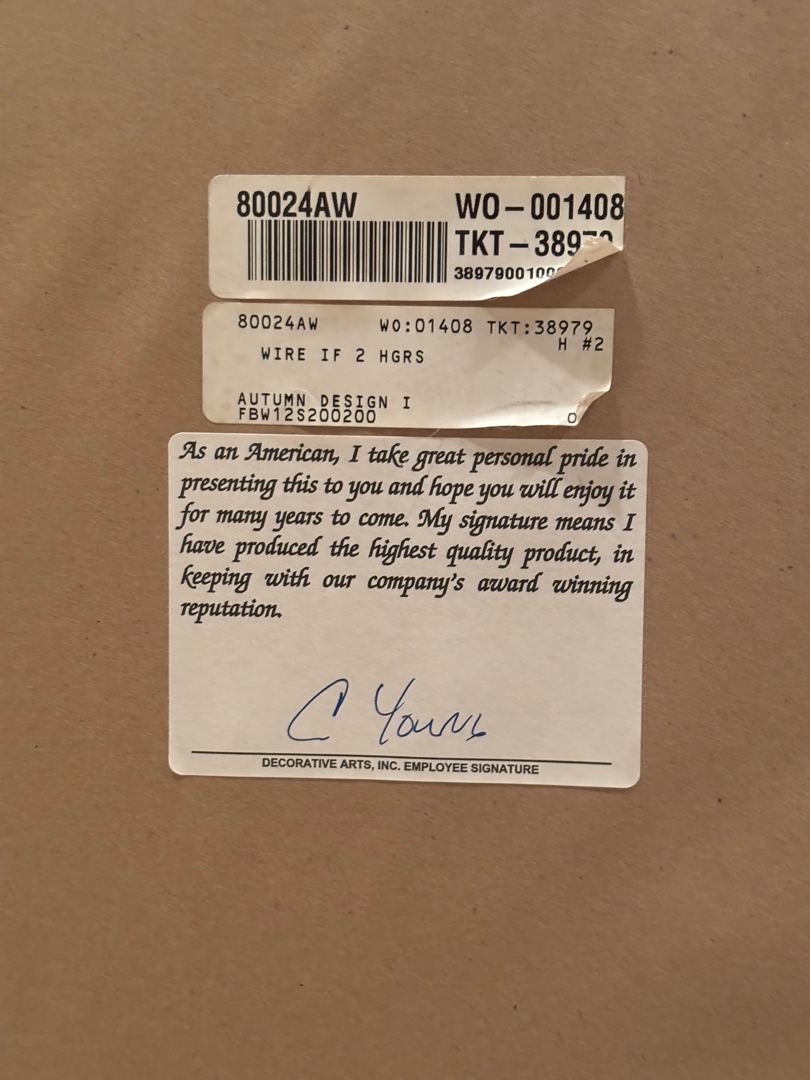 80024AW WO-001408
TKT-38979
38979001009
80024AW WO:01408 TKT:38979
H #2
WIRE IF 2 HGRS
AUTUMN DESIGN I
FBW12S200200 0
As an American, I take great personal pride in
presenting this to you and hope you will enjoy it
for many years to come. My signature means I
have produced the highest quality product, in
keeping with our company's award winning
reputation.
C Young
DECORATIVE ARTS, INC. EMPLOYEE SIGNATURE